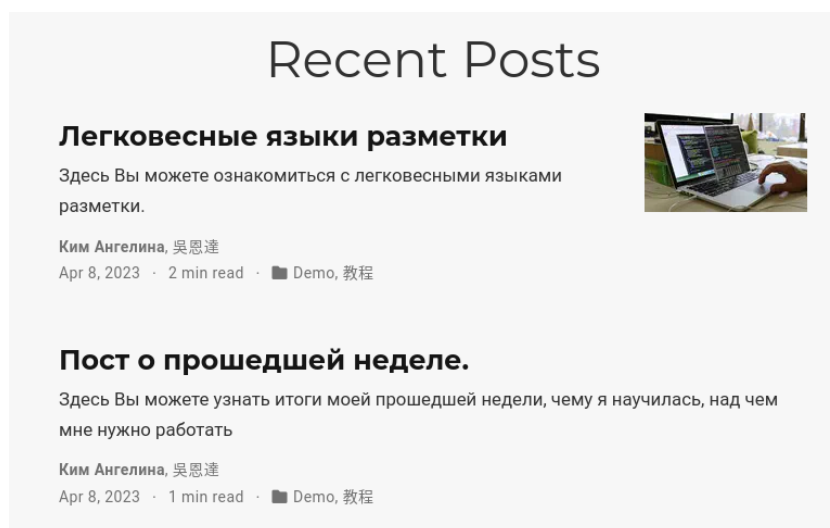 Recent Posts
Легковесные языки разметки
Здесь Вы можете ознакомиться с легковесными языками
разметки.
Ким Ангелина, 吳恩達
Apr 8, 2023 · 2 min read · Demo, 教程
Пост о прошедшей неделе.
Здесь Вы можете узнать итоги моей прошедшей недели, чему я научилась, над чем
мне нужно работать
Ким Ангелина, 吳恩達
Apr 8, 2023 · 1 min read · Demo, 教程